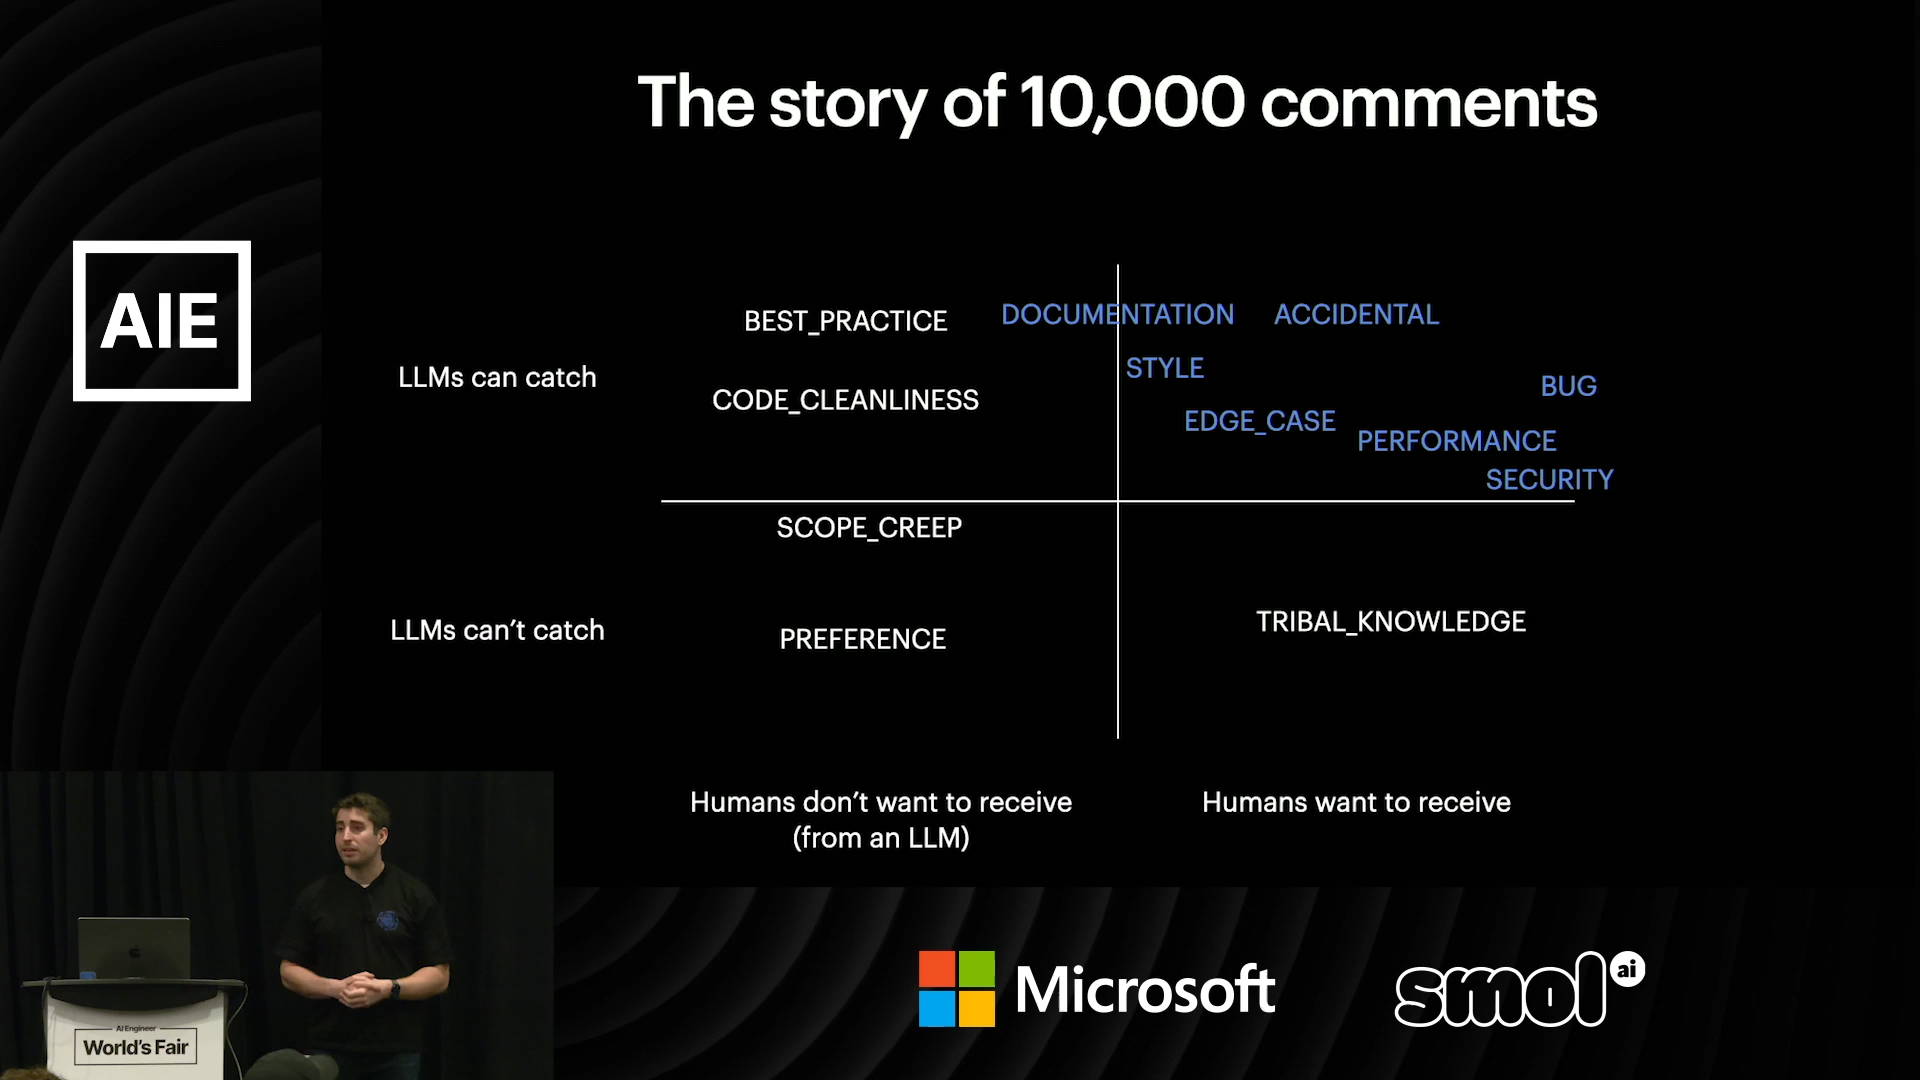 The story of 10,000 comments
AIE
LLMs can catch
BEST_PRACTICE
DOCUMENTATION
ACCIDENTAL
STYLE
BUG
CODE_CLEANLINESS
EDGE_CASE
PERFORMANCE
SECURITY
SCOPE_CREEP
LLMs can't catch
PREFERENCE
TRIBAL_KNOWLEDGE
Humans don't want to receive
(from an LLM)
Humans want to receive
AI Engineer
World's Fair
Microsoft
smol ai